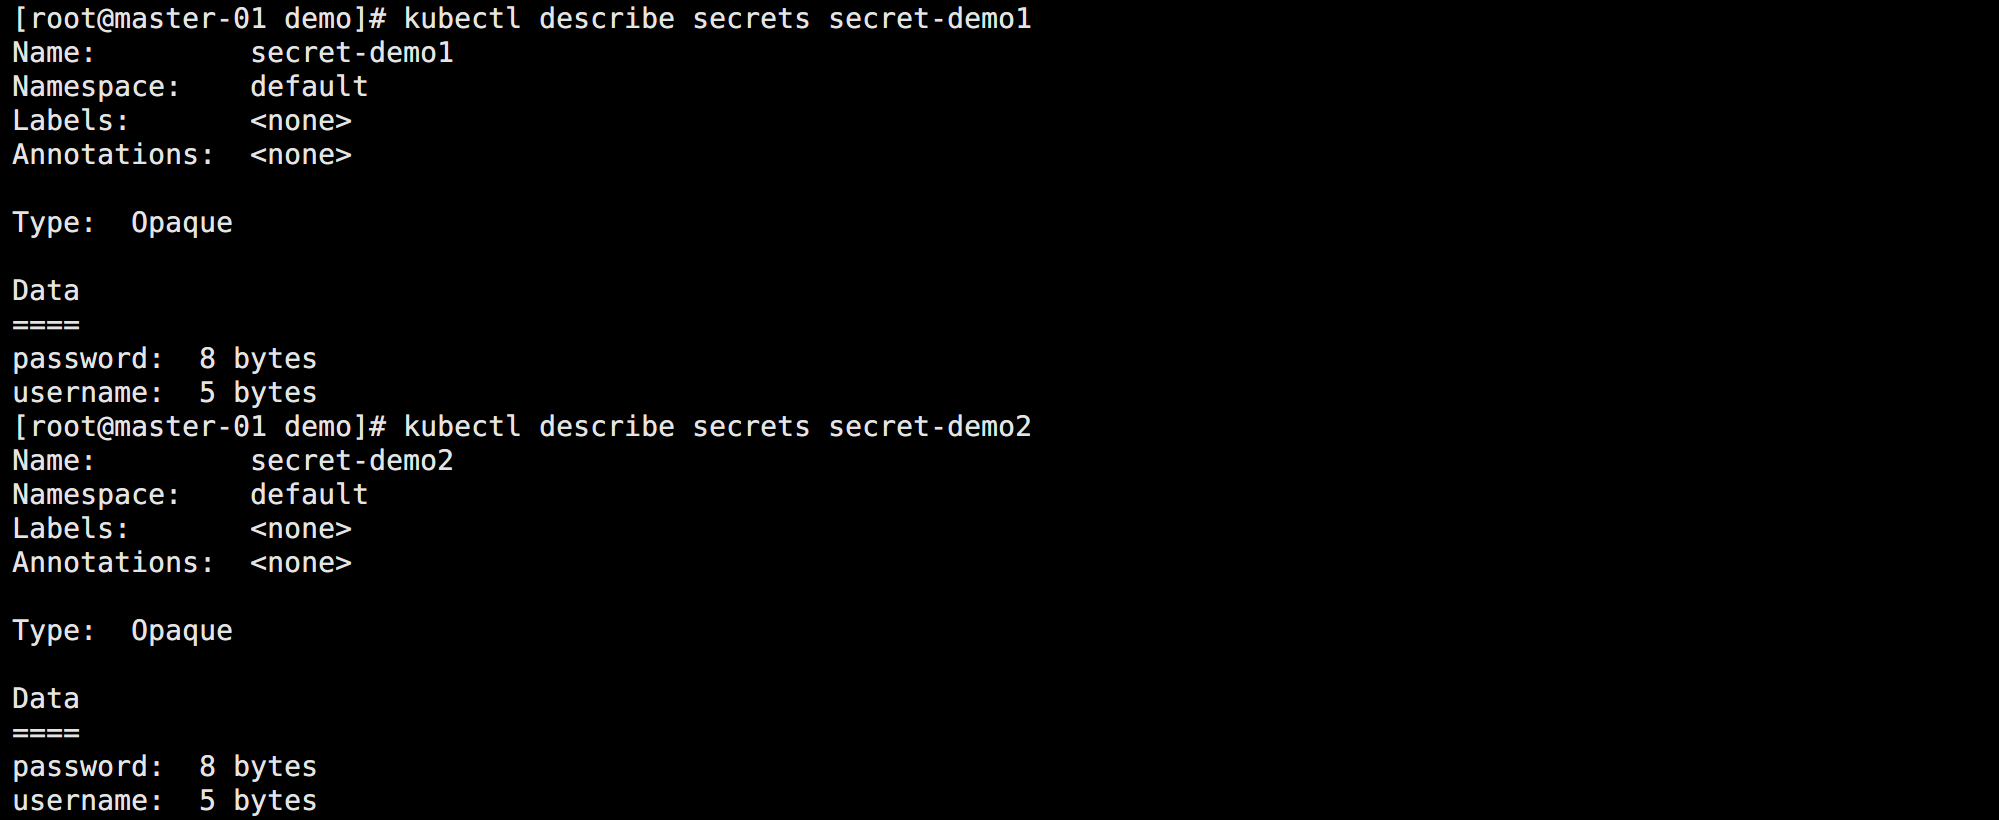 [root@master-01 demo]# kubectl describe secrets secret-demo1
Name:         secret-demo1
Namespace:    default
Labels:       <none>
Annotations:  <none>

Type:  Opaque

Data
====
password:  8 bytes
username:  5 bytes
[root@master-01 demo]# kubectl describe secrets secret-demo2
Name:         secret-demo2
Namespace:    default
Labels:       <none>
Annotations:  <none>

Type:  Opaque

Data
====
password:  8 bytes
username:  5 bytes